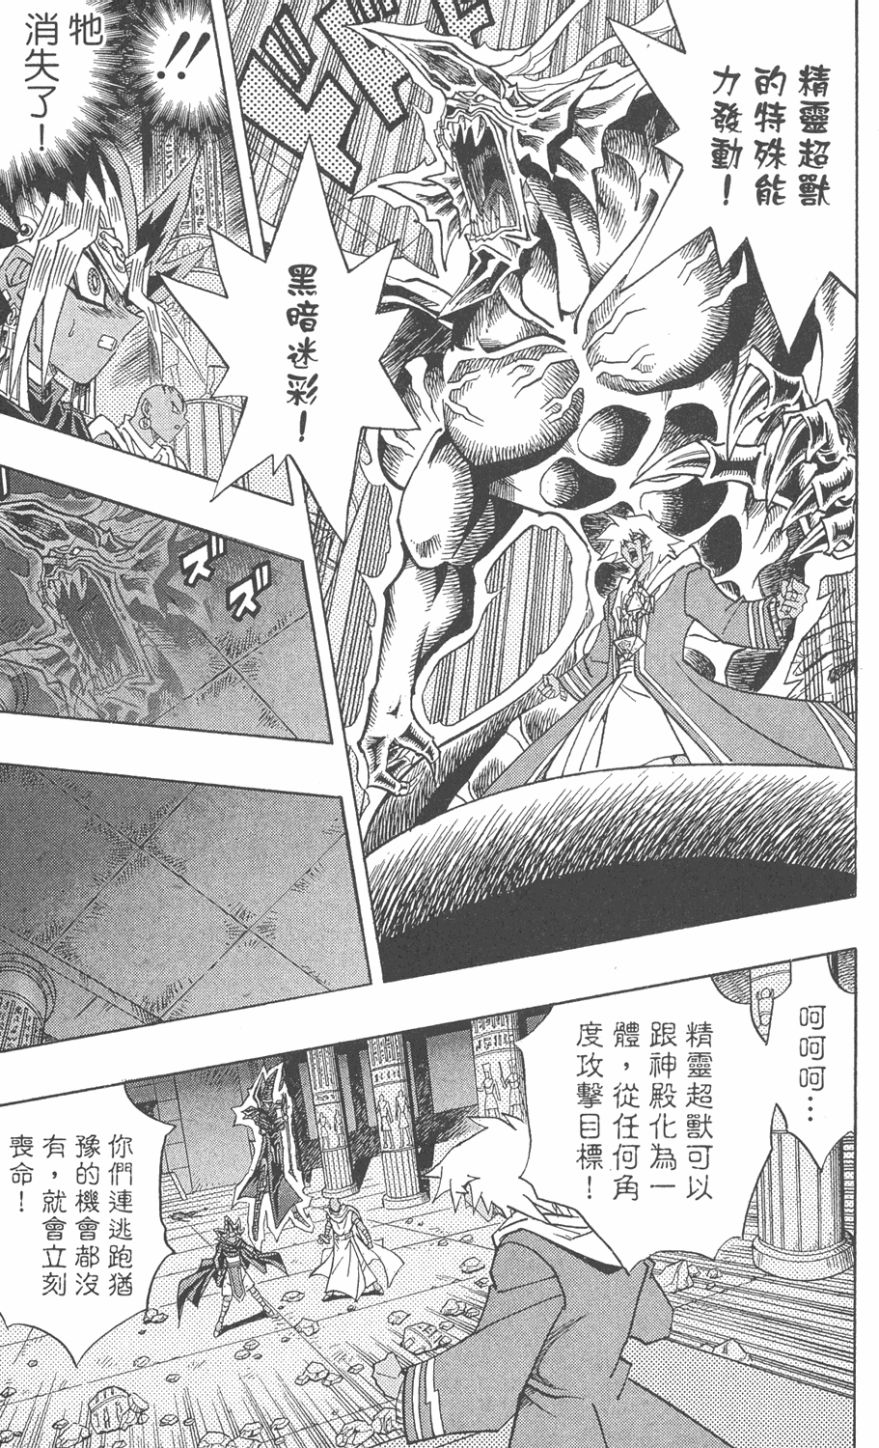 精靈超獸
的特殊能
力發動！
黑暗迷彩！
ドドド
!!
牠
消失了！
ズズ
呵呵呵…
精靈超獸可以
跟神殿化為一
體，從任何角
度攻擊目標！
你們連逃跑猶
豫的機會都沒
有，就會立刻
喪命！